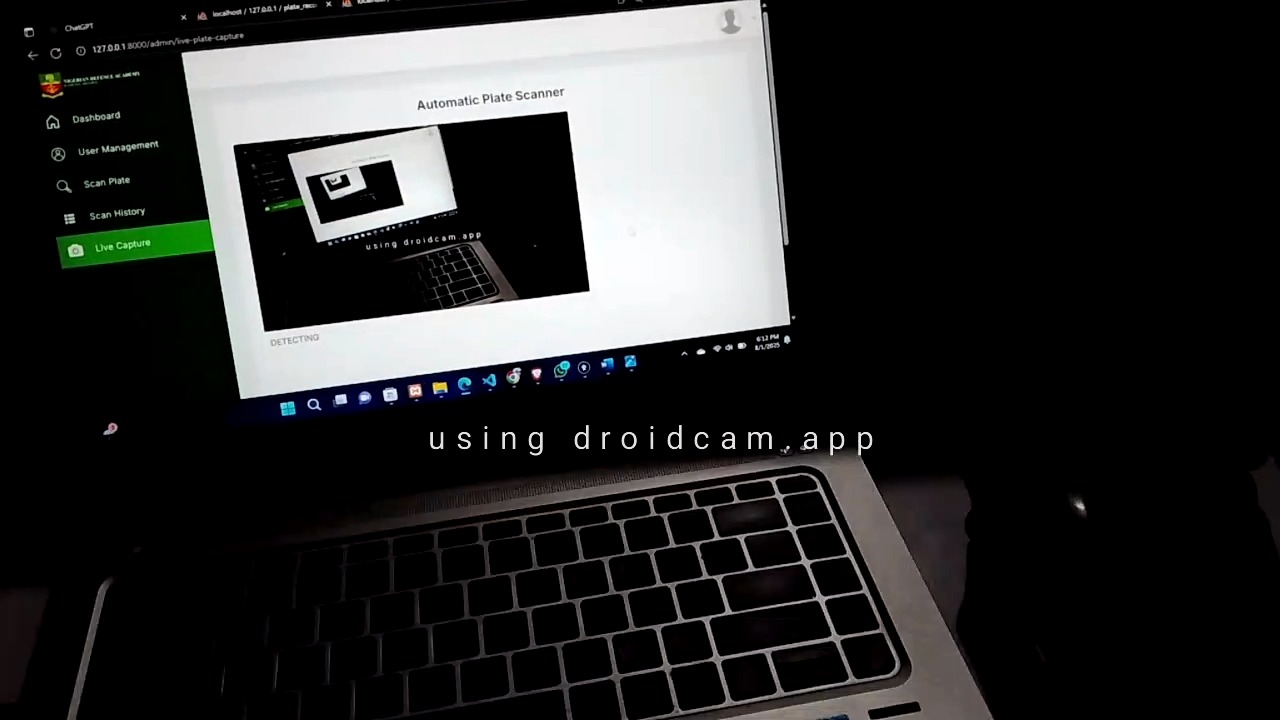 ChatGPT
localhost / 127.0.0.1 / plate_reco
127.0.0.1:8000/admin/live-plate-capture
NIGERIAN DEFENCE ACADEMY
Dashboard
User Management
Scan Plate
Scan History
Live Capture
Automatic Plate Scanner
using droidcam.app
DETECTING
6:12 PM
8/1/2025
using droidcam.app